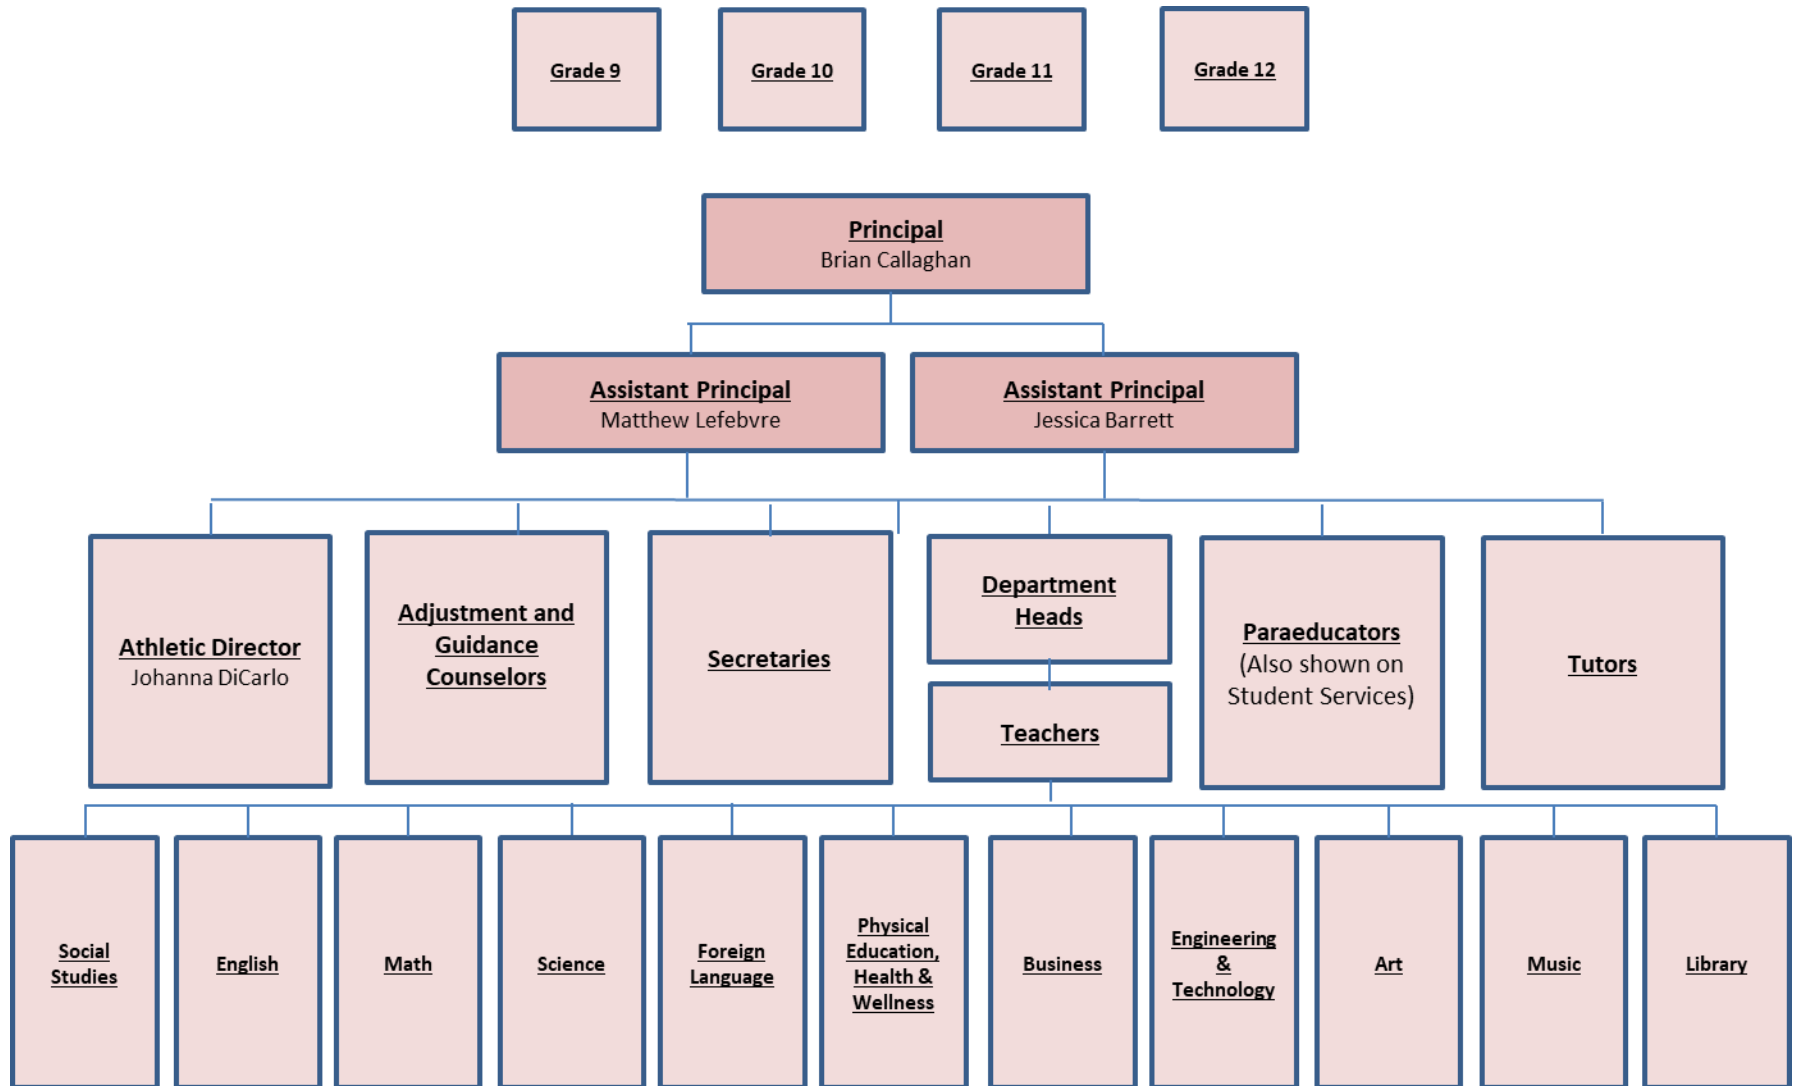 Grade 9
Grade 10
Grade 11
Grade 12
Principal
Brian Callaghan
Assistant Principal
Matthew Lefebvre
Assistant Principal
Jessica Barrett
Athletic Director
Johanna DiCarlo
Adjustment and
Guidance
Counselors
Secretaries
Department
Heads
Teachers
Paraeducators
(Also shown on
Student Services)
Tutors
Social
Studies
English
Math
Science
Foreign
Language
Physical
Education,
Health &
Wellness
Business
Engineering
&
Technology
Art
Music
Library